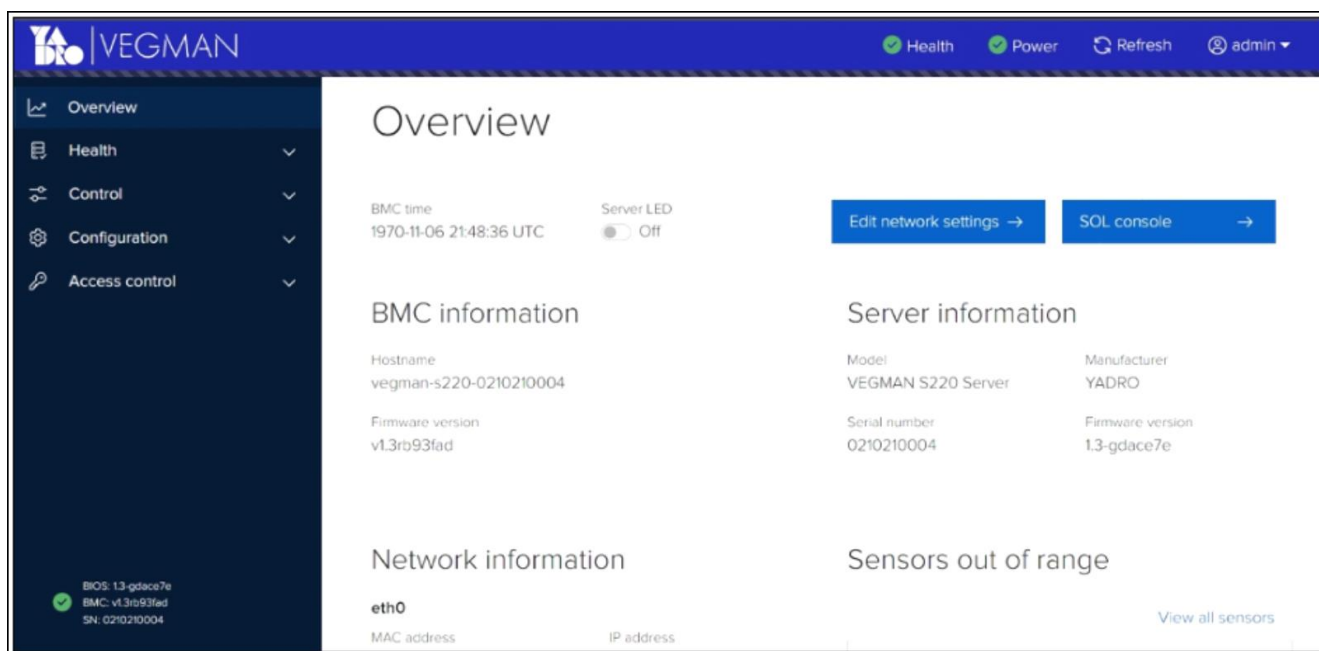 YADRO | VEGMAN
Health
Power
Refresh
admin
Overview
Health
Control
Configuration
Access control
BIOS: 1.3-gdace7e
BMC: v1.3rb93fad
SN: 0210210004
Overview
BMC time
1970-11-06 21:48:36 UTC
Server LED
Off
Edit network settings →
SOL console →
BMC information
Hostname
vegman-s220-0210210004
Firmware version
v1.3rb93fad
Server information
Model
VEGMAN S220 Server
Manufacturer
YADRO
Serial number
0210210004
Firmware version
1.3-gdace7e
Network information
eth0
MAC address
IP address
Sensors out of range
View all sensors